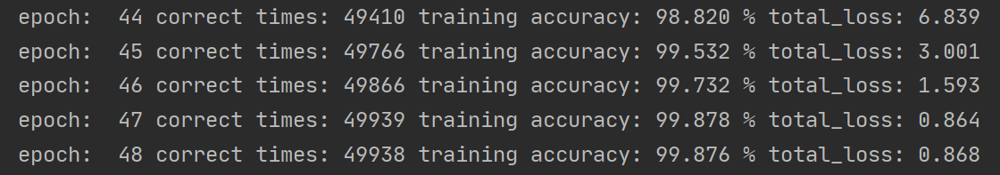 epoch:  44 correct times: 49410 training accuracy: 98.820 % total_loss: 6.839
epoch:  45 correct times: 49766 training accuracy: 99.532 % total_loss: 3.001
epoch:  46 correct times: 49866 training accuracy: 99.732 % total_loss: 1.593
epoch:  47 correct times: 49939 training accuracy: 99.878 % total_loss: 0.864
epoch:  48 correct times: 49938 training accuracy: 99.876 % total_loss: 0.868